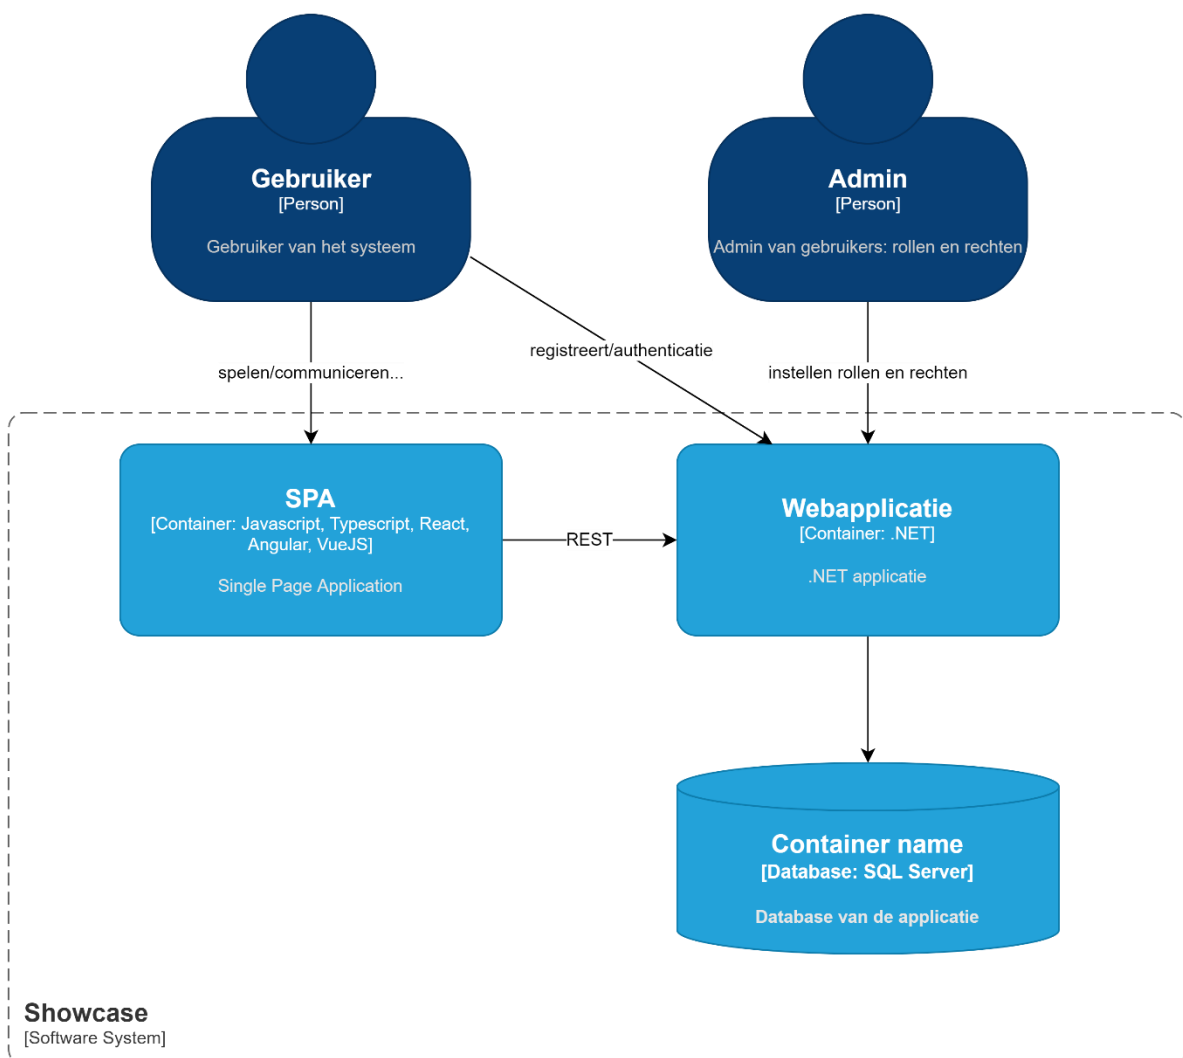 Gebruiker
[Person]
Gebruiker van het systeem
Admin
[Person]
Admin van gebruikers: rollen en rechten
registreert/authenticatie
spelen/communiceren...
instellen rollen en rechten
SPA
[Container: Javascript, Typescript, React,
Angular, VueJS]
Single Page Application
REST
Webapplicatie
[Container: .NET]
.NET applicatie
Container name
[Database: SQL Server]
Database van de applicatie
Showcase
[Software System]